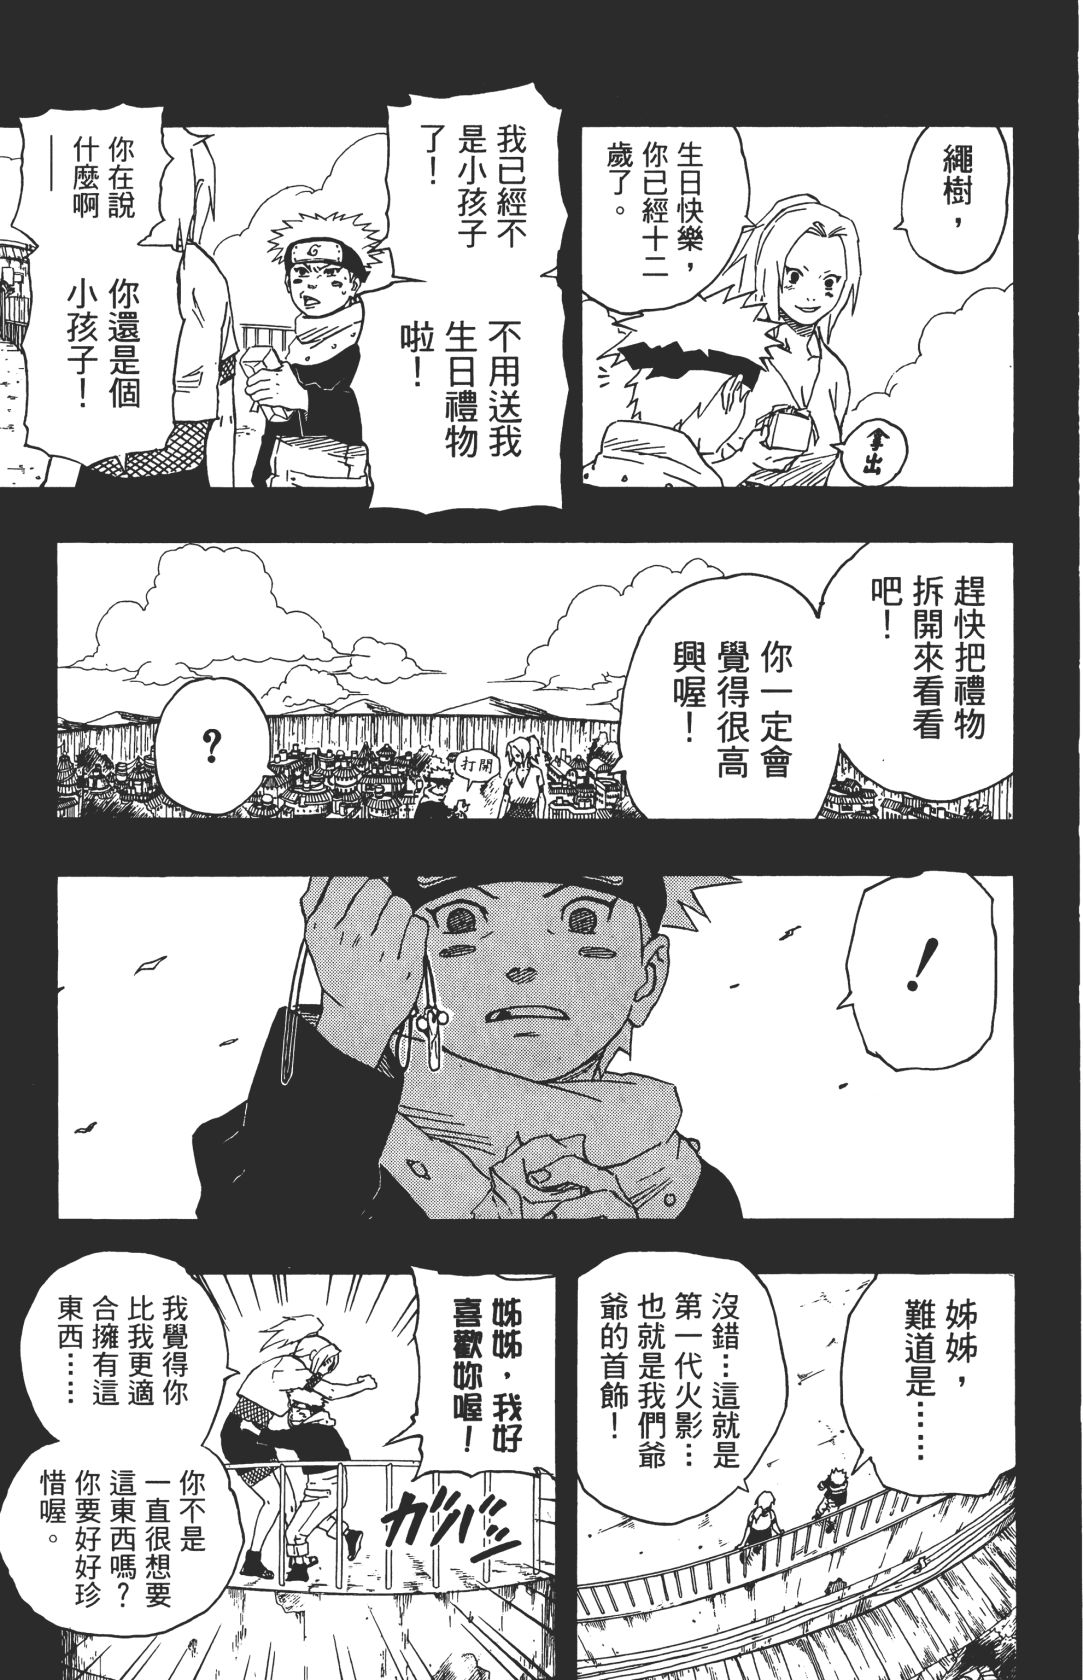 繩樹，
生日快樂，
你已經十二
歲了。
拿出
我已經不
是小孩子
了！
不用送我
生日禮物
啦！
你在說
什麼啊
——
你還是個
小孩子！
趕快把禮物
拆開來看看
吧！
你一定會
覺得很高
興喔！
打開
？
！
姊姊，
難道是……
沒錯…這就是
第一代火影…
也就是我們爺
爺的首飾！
姊姊，我好
喜歡妳喔！
ガバッ
我覺得你
比我更適
合擁有這
東西……
你不是
一直很想要
這東西嗎？
你要好好珍
惜喔。